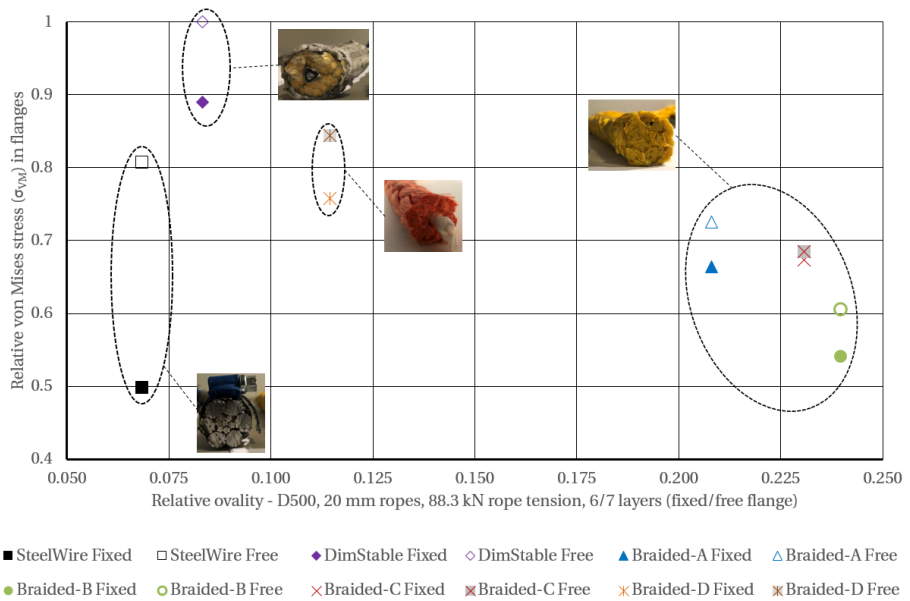 Relative von Mises stress (σVM) in flanges
1
0.9
0.8
0.7
0.6
0.5
0.4
0.050 0.075 0.100 0.125 0.150 0.175 0.200 0.225 0.250
Relative ovality - D500, 20 mm ropes, 88.3 kN rope tension, 6/7 layers (fixed/free flange)
SteelWire Fixed SteelWire Free DimStable Fixed DimStable Free Braided-A Fixed Braided-A Free
Braided-B Fixed Braided-B Free Braided-C Fixed Braided-C Free Braided-D Fixed Braided-D Free